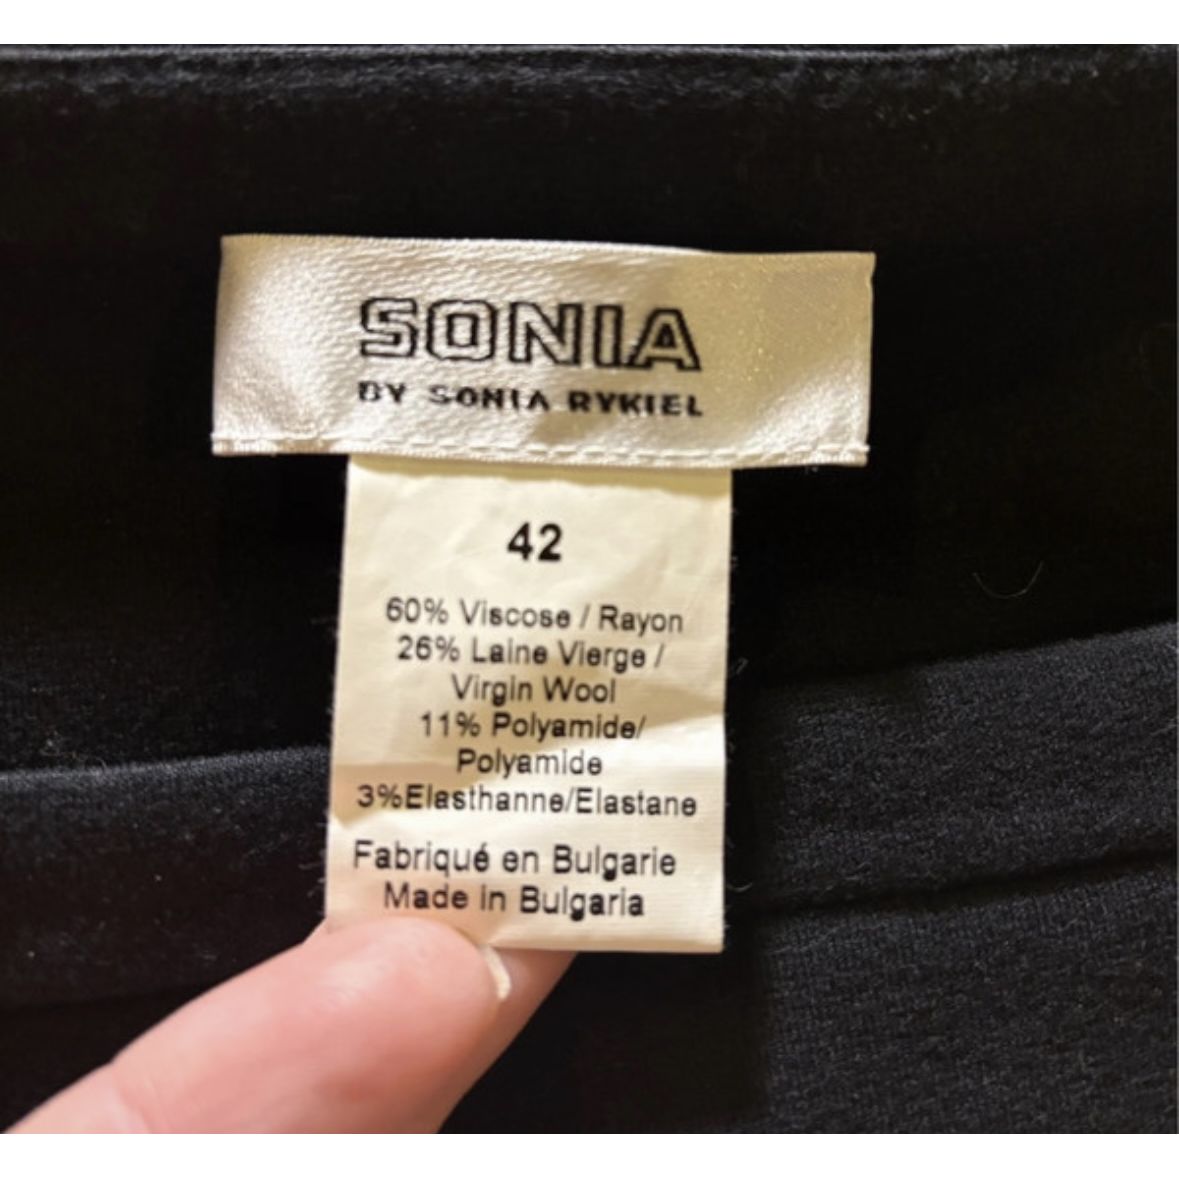 SONIA
BY SONIA RYKIEL
42
60% Viscose / Rayon
26% Laine Vierge /
Virgin Wool
11% Polyamide/
Polyamide
3%Elasthanne/Elastane
Fabriqué en Bulgarie
Made in Bulgaria